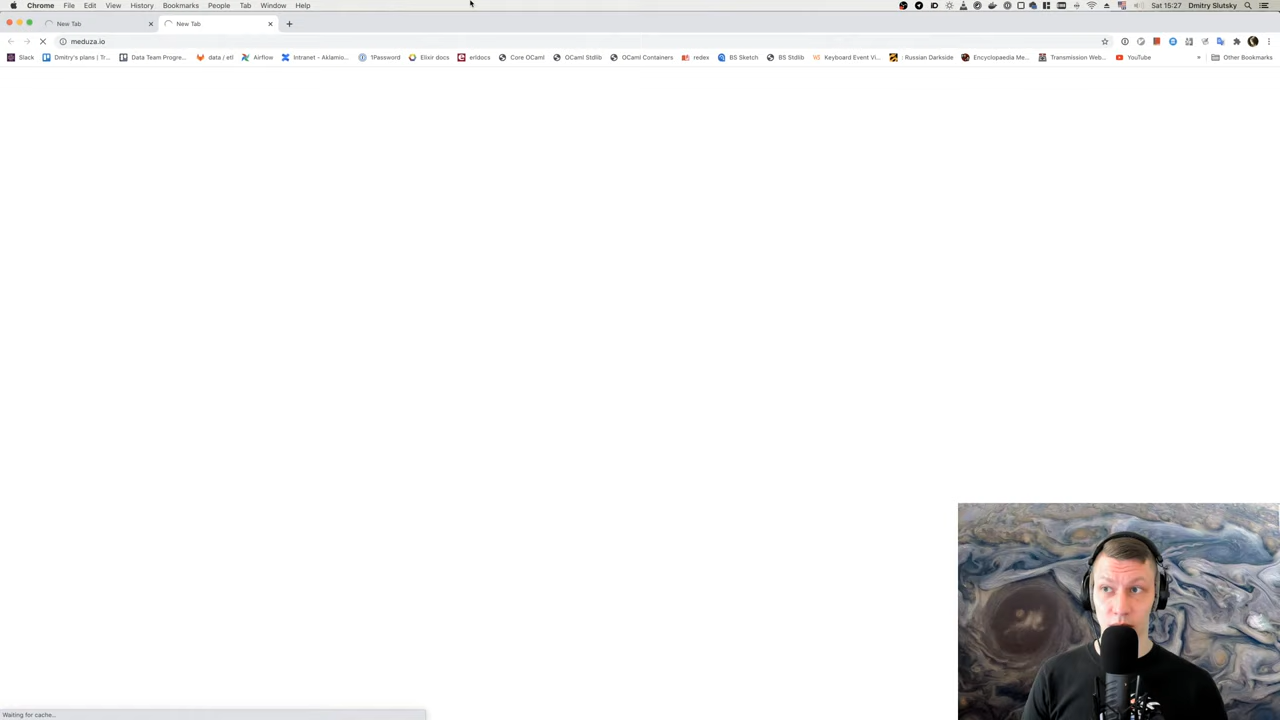 Chrome File Edit View History Bookmarks People Tab Window Help Sat 15:27 Dmitry Slutsky
New Tab New Tab
meduza.io
Slack Dmitry's plans | Tr... Data Team Progre... data / etl Airflow Intranet - Aklamio... 1Password Elixir docs erldocs Core OCaml OCaml Stdlib OCaml Containers redex BS Sketch BS Stdlib Keyboard Event Vi... Russian Darkside Encyclopaedia Me... Transmission Web... YouTube » Other Bookmarks
Waiting for cache...